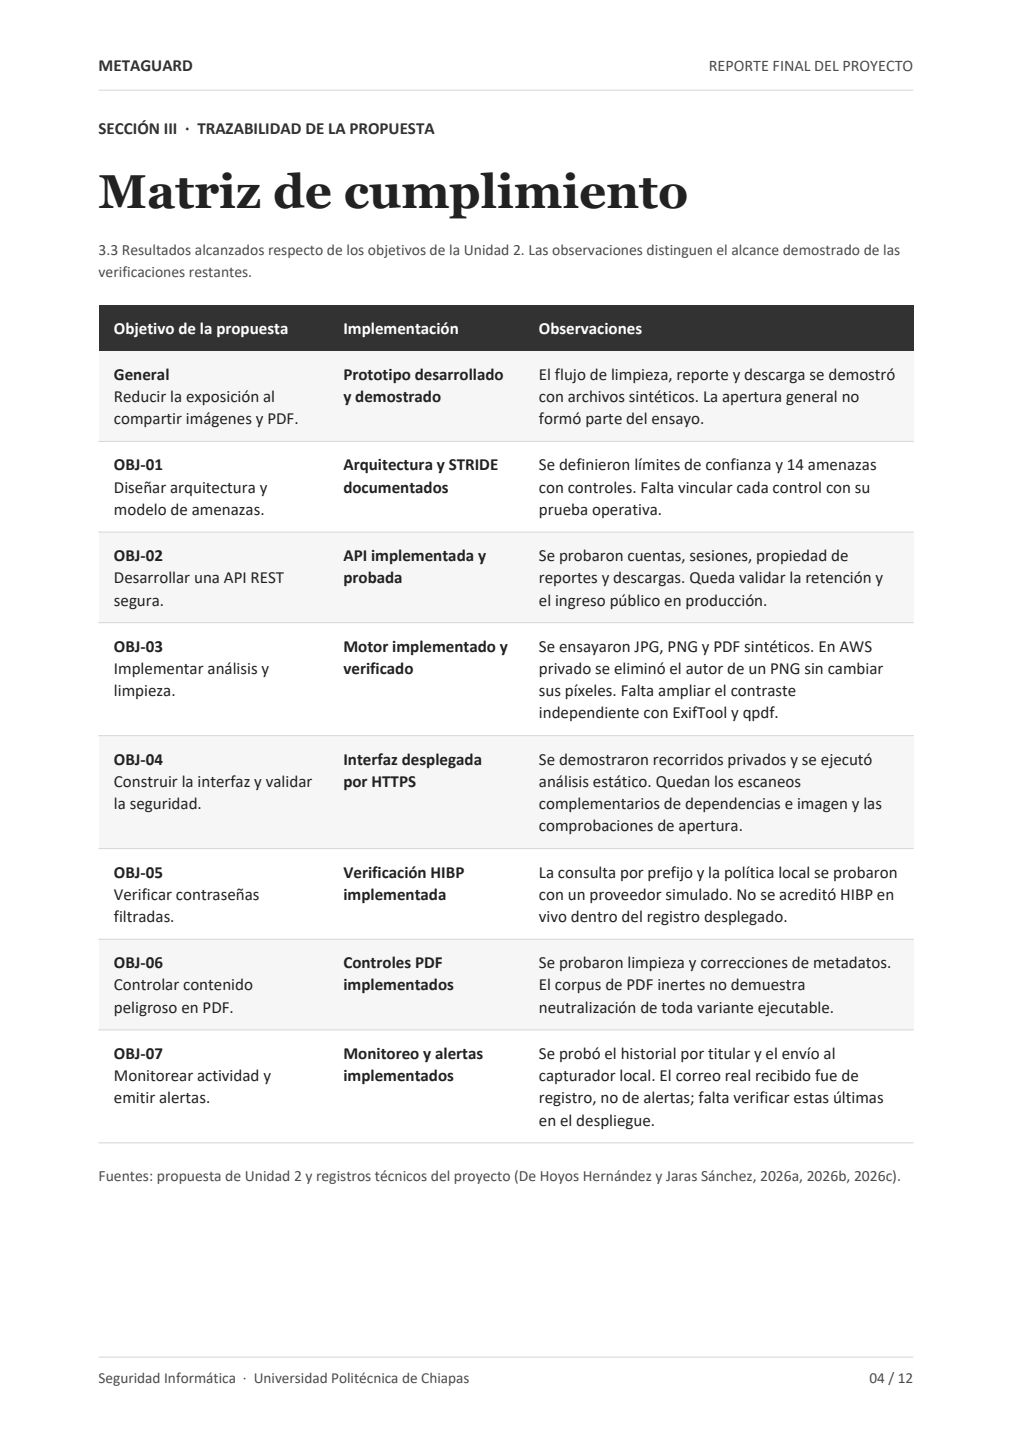 METAGUARD
REPORTE FINAL DEL PROYECTO
SECCIÓN III · TRAZABILIDAD DE LA PROPUESTA
Matriz de cumplimiento
3.3 Resultados alcanzados respecto de los objetivos de la Unidad 2. Las observaciones distinguen el alcance demostrado de las
verificaciones restantes.
Objetivo de la propuesta
Implementación
Observaciones
General
Reducir la exposición al
compartir imágenes y PDF.
Prototipo desarrollado
y demostrado
El flujo de limpieza, reporte y descarga se demostró
con archivos sintéticos. La apertura general no
formó parte del ensayo.
OBJ-01
Diseñar arquitectura y
modelo de amenazas.
Arquitectura y STRIDE
documentados
Se definieron límites de confianza y 14 amenazas
con controles. Falta vincular cada control con su
prueba operativa.
OBJ-02
Desarrollar una API REST
segura.
API implementada y
probada
Se probaron cuentas, sesiones, propiedad de
reportes y descargas. Queda validar la retención y
el ingreso público en producción.
OBJ-03
Implementar análisis y
limpieza.
Motor implementado y
verificado
Se ensayaron JPG, PNG y PDF sintéticos. En AWS
privado se eliminó el autor de un PNG sin cambiar
sus píxeles. Falta ampliar el contraste
independiente con ExifTool y qpdf.
OBJ-04
Construir la interfaz y validar
la seguridad.
Interfaz desplegada
por HTTPS
Se demostraron recorridos privados y se ejecutó
análisis estático. Quedan los escaneos
complementarios de dependencias e imagen y las
comprobaciones de apertura.
OBJ-05
Verificar contraseñas
filtradas.
Verificación HIBP
implementada
La consulta por prefijo y la política local se probaron
con un proveedor simulado. No se acreditó HIBP en
vivo dentro del registro desplegado.
OBJ-06
Controlar contenido
peligroso en PDF.
Controles PDF
implementados
Se probaron limpieza y correcciones de metadatos.
El corpus de PDF inertes no demuestra
neutralización de toda variante ejecutable.
OBJ-07
Monitorear actividad y
emitir alertas.
Monitoreo y alertas
implementados
Se probó el historial por titular y el envío al
capturador local. El correo real recibido fue de
registro, no de alertas; falta verificar estas últimas
en el despliegue.
Fuentes: propuesta de Unidad 2 y registros técnicos del proyecto (De Hoyos Hernández y Jaras Sánchez, 2026a, 2026b, 2026c).
Seguridad Informática · Universidad Politécnica de Chiapas
04 / 12